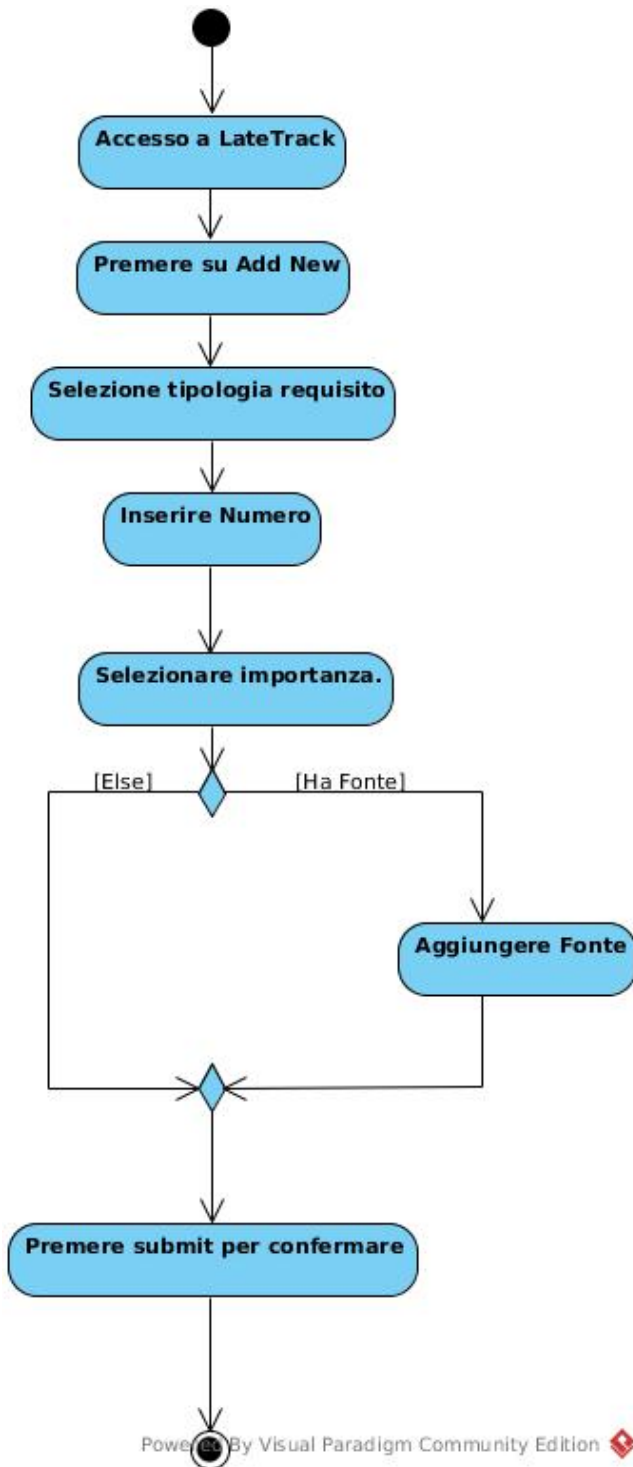 Accesso a LateTrack
Premere su Add New
Selezione tipologia requisito
Inserire Numero
Selezionare importanza.
[Else]
[Ha Fonte]
Aggiungere Fonte
Premere submit per confermare
Powered By Visual Paradigm Community Edition